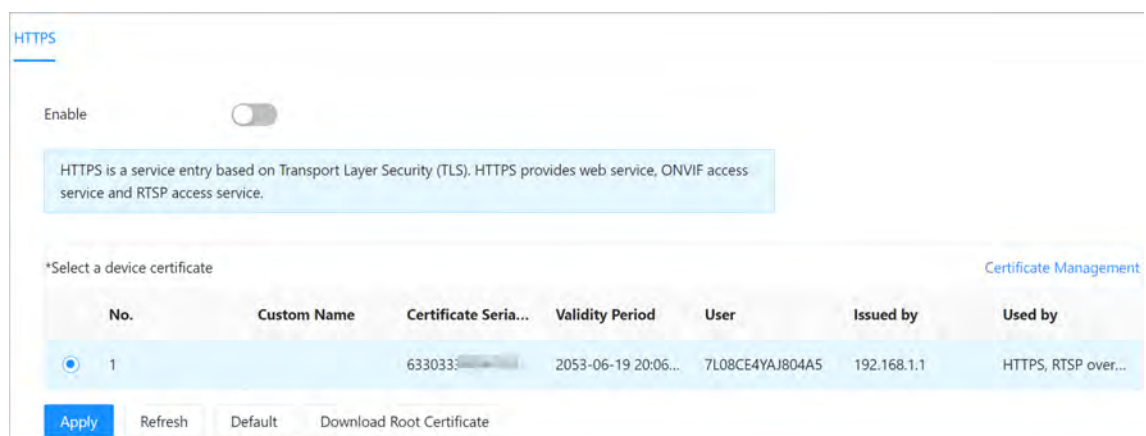 HTTPS
Enable
HTTPS is a service entry based on Transport Layer Security (TLS). HTTPS provides web service, ONVIF access
service and RTSP access service.
*Select a device certificate Certificate Management
No. Custom Name Certificate Seria... Validity Period User Issued by Used by
1 633033 2053-06-19 20:06... 7L08CE4YAJ804A5 192.168.1.1 HTTPS, RTSP over...
Apply Refresh Default Download Root Certificate